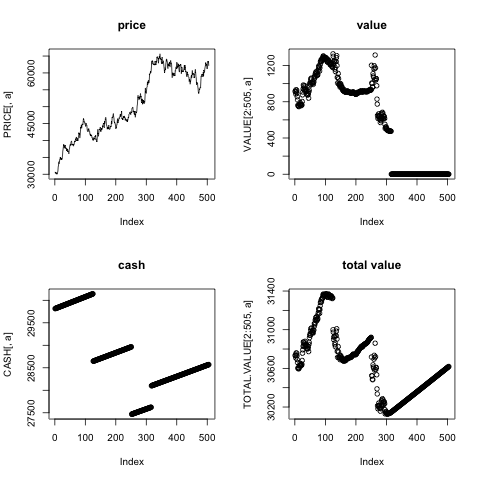 price
PRICE[, a]
30000
45000
60000
0 100 200 300 400 500
Index
value
VALUE[2:505, a]
0
400
800
1200
0 100 200 300 400 500
Index
cash
CASH[, a]
27500
28500
29500
0 100 200 300 400 500
Index
total value
TOTAL.VALUE[2:505, a]
30200
30600
31000
31400
0 100 200 300 400 500
Index